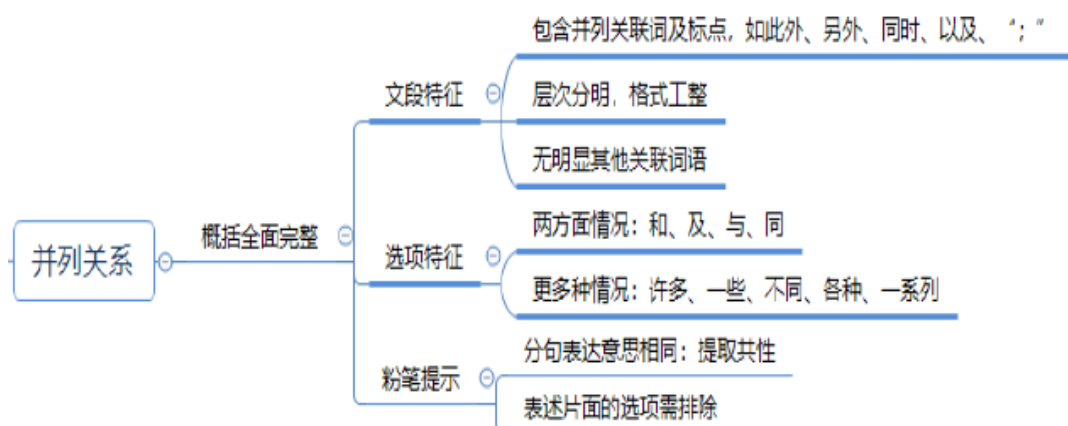 包含并列关联词及标点，如此外、另外、同时、以及、“；”
文段特征
层次分明，格式工整
无明显其他关联词语
并列关系
概括全面完整
两方面情况：和、及、与、同
选项特征
更多种情况：许多、一些、不同、各种、一系列
分句表达意思相同：提取共性
粉笔提示
表述片面的选项需排除